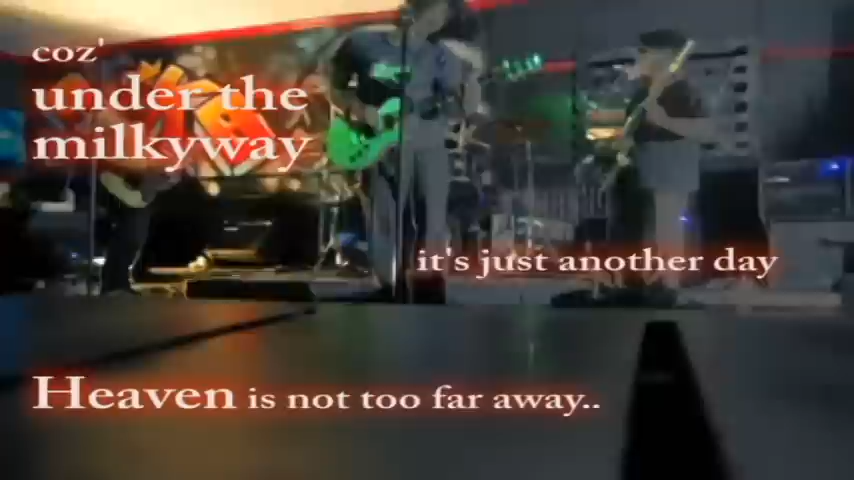 coz'
under the
milkyway
it's just another day
Heaven is not too far away..